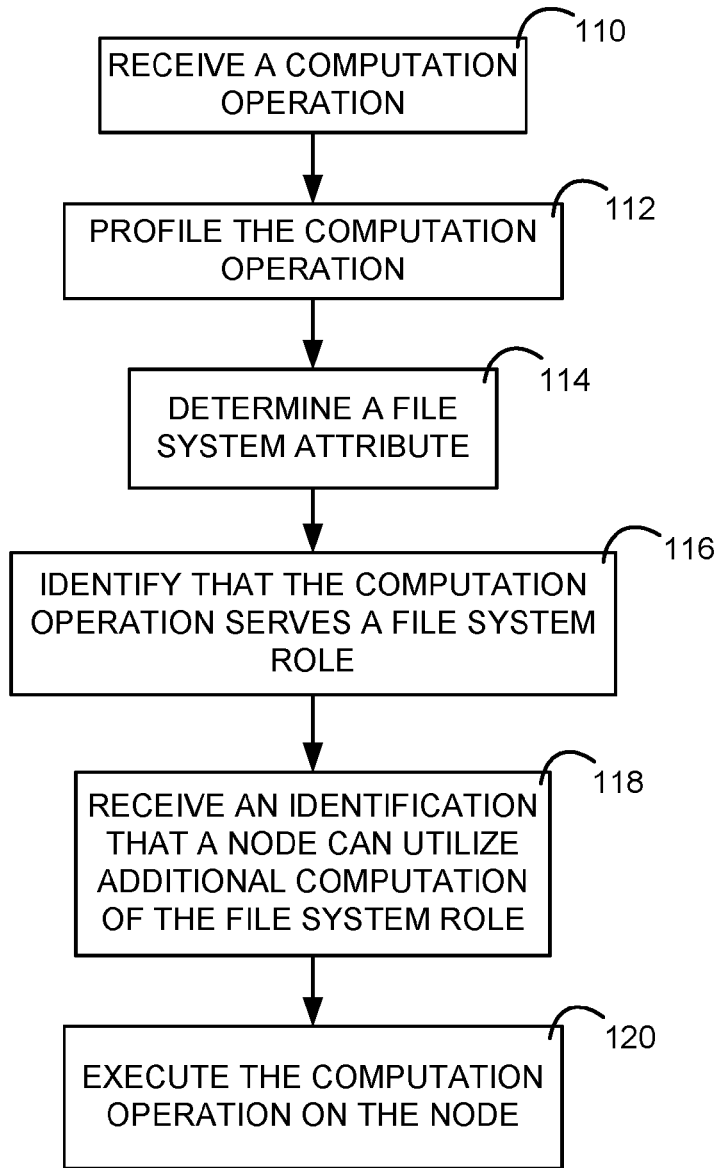 110
RECEIVE A COMPUTATION
OPERATION
112
PROFILE THE COMPUTATION
OPERATION
114
DETERMINE A FILE
SYSTEM ATTRIBUTE
116
IDENTIFY THAT THE COMPUTATION
OPERATION SERVES A FILE SYSTEM
ROLE
118
RECEIVE AN IDENTIFICATION
THAT A NODE CAN UTILIZE
ADDITIONAL COMPUTATION
OF THE FILE SYSTEM ROLE
120
EXECUTE THE COMPUTATION
OPERATION ON THE NODE